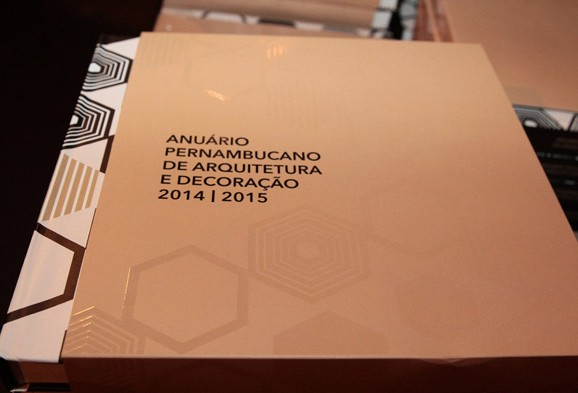 ANUÁRIO
PERNAMBUCANO
DE ARQUITETURA
E DECORAÇÃO
2014 | 2015